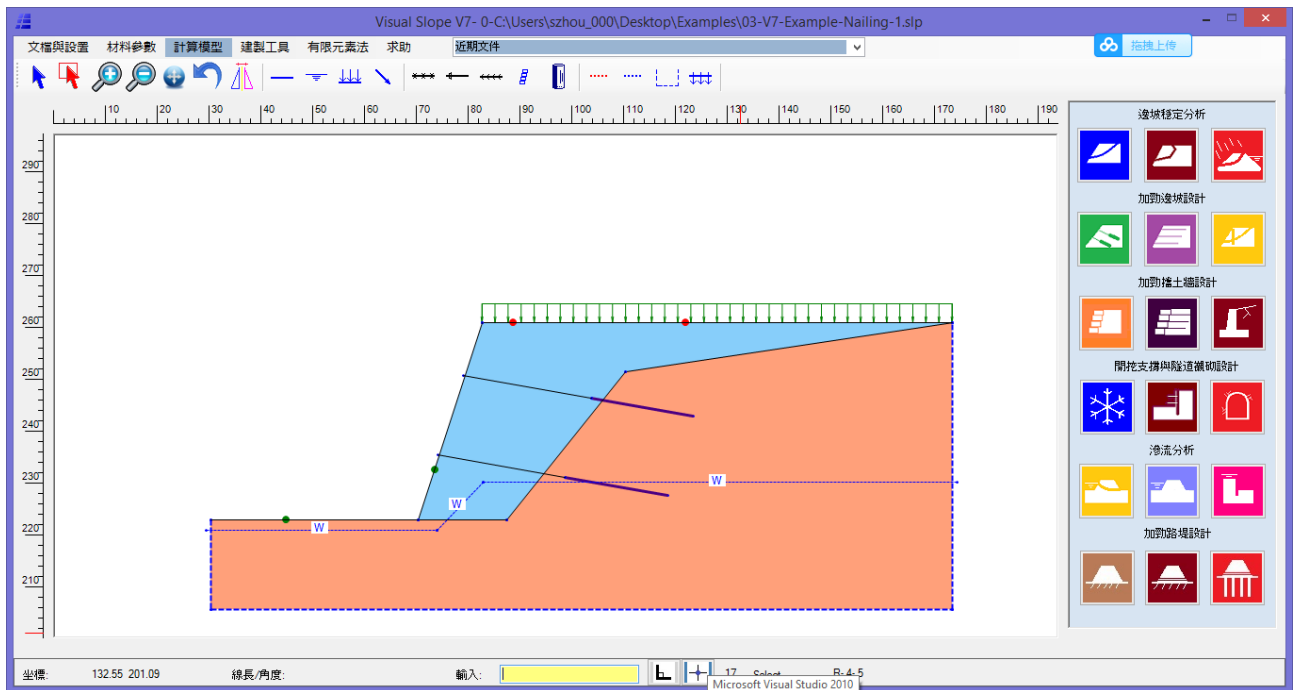 Visual Slope V7- 0-C:\Users\szhou_000\Desktop\Examples\03-V7-Example-Nailing-1.slp
文檔與設置 材料參數 計算模型 建製工具 有限元素法 求助 近期文件
拖拽上传
10 20 30 40 50 60 70 80 90 100 110 120 130 140 150 160 170 180 190
邊坡穩定分析
290
280
加勁邊坡設計
270
加勁擋土牆設計
260
250
開挖支撐與隧道襯砌設計
240
滲流分析
230
W
W
220
W
加勁路堤設計
210
坐標: 132.55 201.09 線長/角度: 輸入: 17 Select R- 4- 5
Microsoft Visual Studio 2010